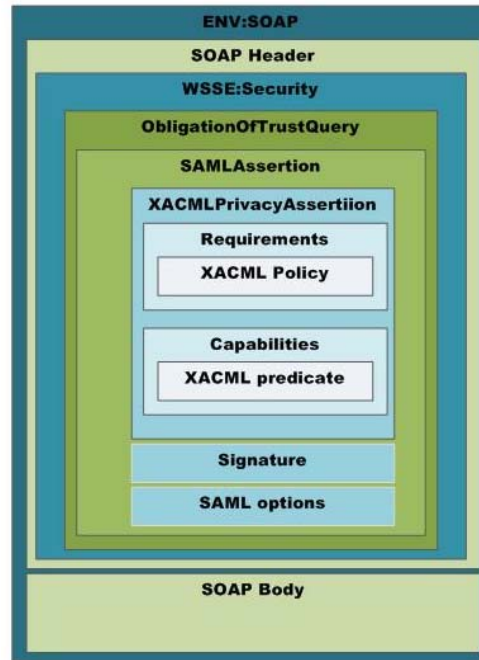 ENV:SOAP
SOAP Header
WSSE:Security
ObligationOfTrustQuery
SAMLAssertion
XACMLPrivacyAssertiion
Requirements
XACML Policy
Capabilities
XACML predicate
Signature
SAML options
SOAP Body